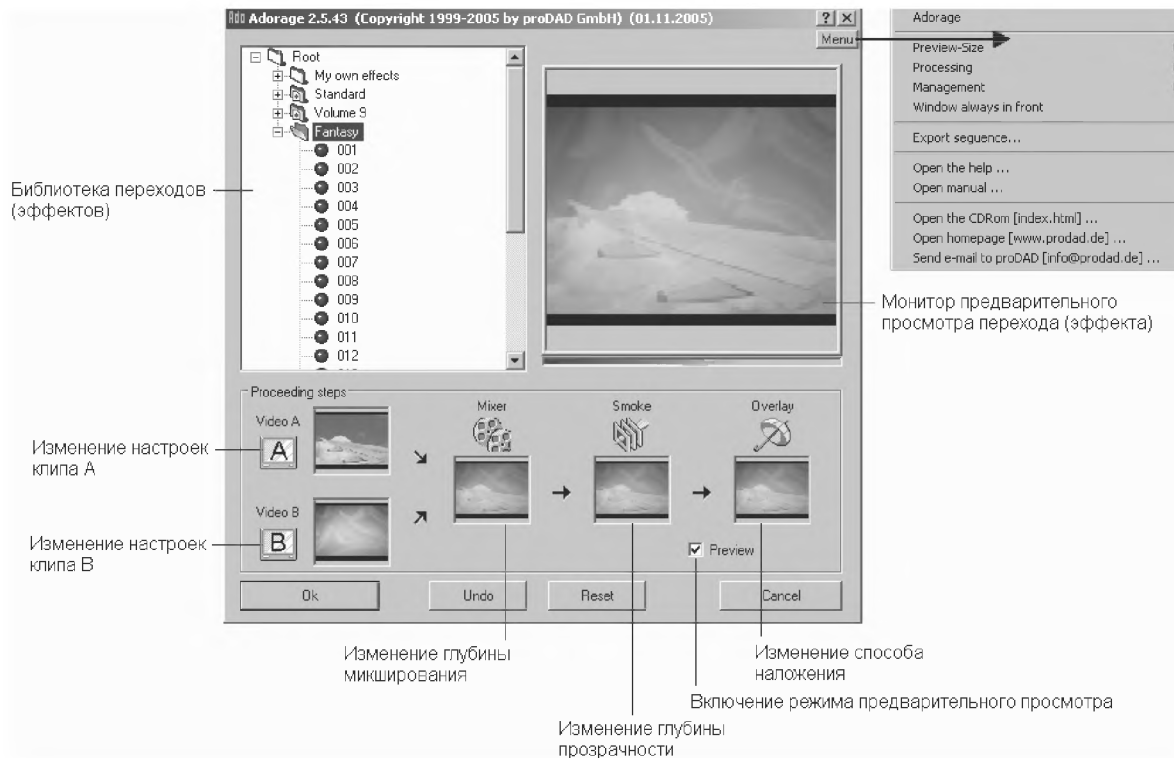 Adorage 2.5.43 (Copyright 1999-2005 by proDAD GmbH) (01.11.2005)
Menu
Adorage
Preview-Size
Processing
Management
Window always in front
Export sequence...
Open the help ...
Open manual ...
Open the CDRom [index.html] ...
Open homepage [www.prodad.de] ...
Send e-mail to proDAD [info@prodad.de] ...
Root
My own effects
Standard
Volume 9
Fantasy
001
002
003
004
005
006
007
008
009
010
011
012
Библиотека переходов
(эффектов)
Монитор предварительного
просмотра перехода (эффекта)
Proceeding steps
Video A
A
Mixer
Smoke
Overlay
Изменение настроек
клипа А
Video B
B
Изменение настроек
клипа В
Preview
Ok
Undo
Reset
Cancel
Изменение глубины
микширования
Изменение способа
наложения
Включение режима предварительного просмотра
Изменение глубины
прозрачности